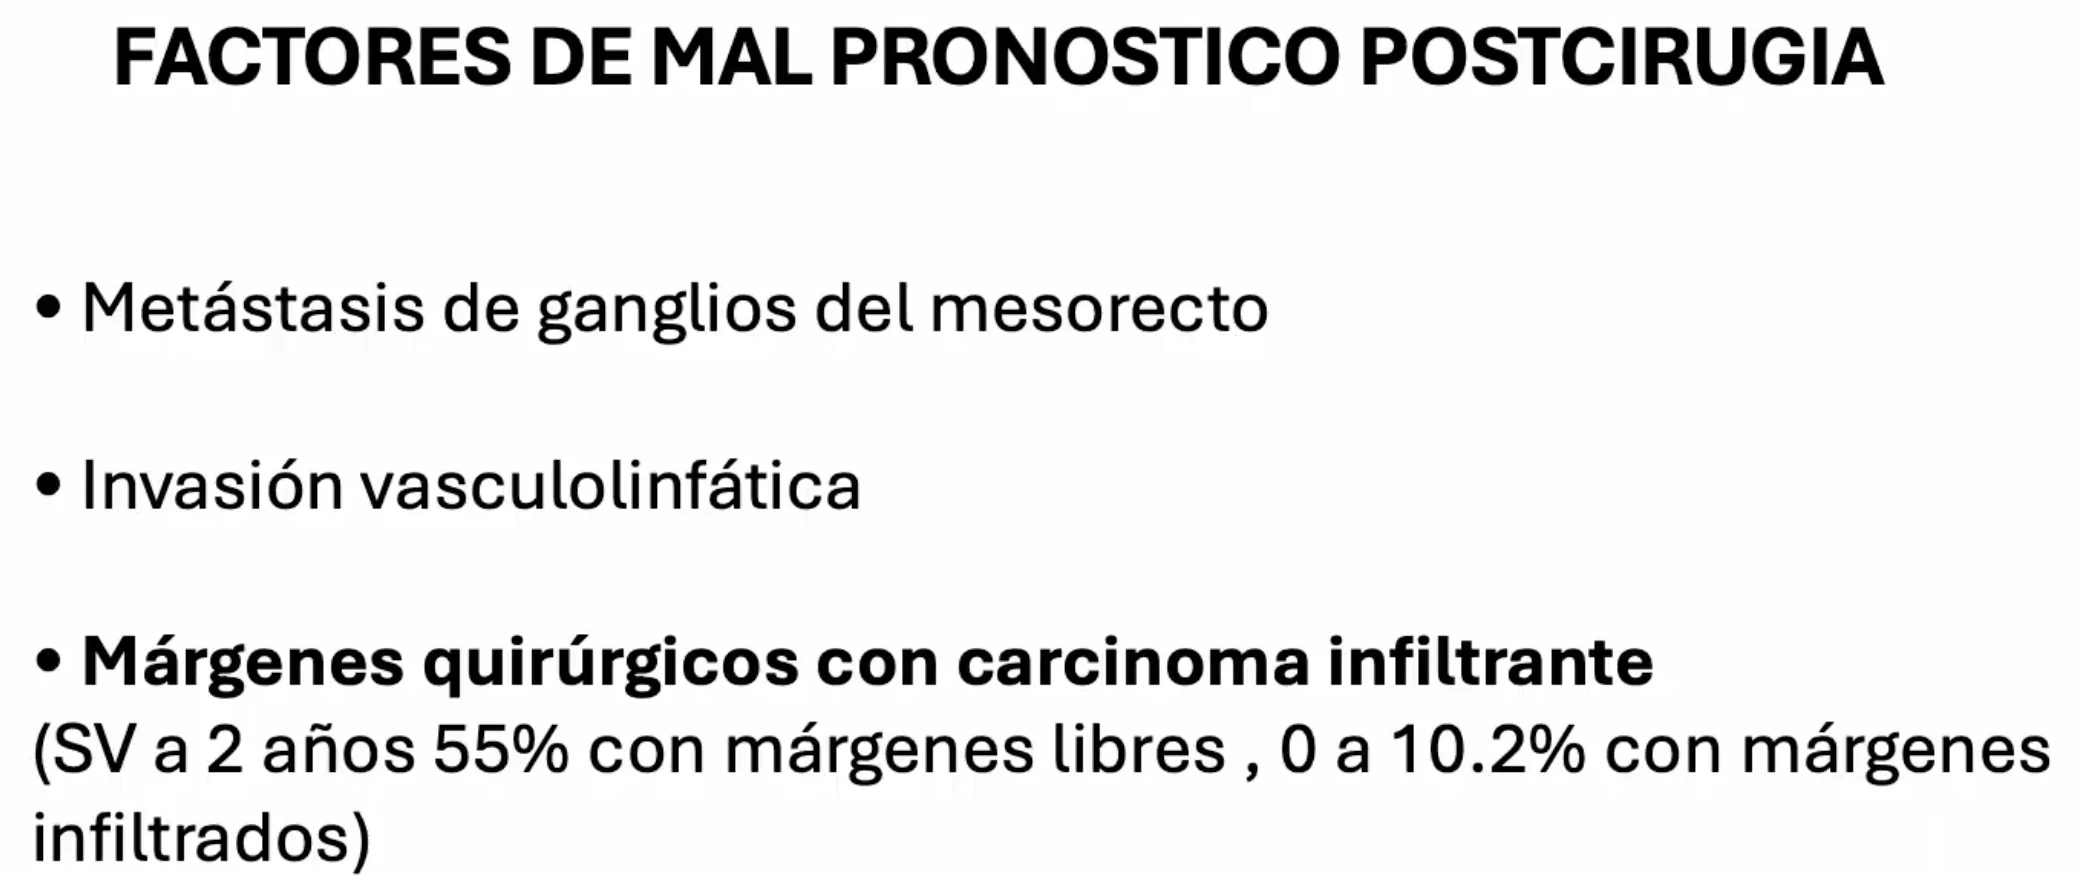 FACTORES DE MAL PRONOSTICO POSTCIRUGIA
• Metástasis de ganglios del mesorecto
• Invasión vasculolinfática
• Márgenes quirúrgicos con carcinoma infiltrante
(SV a 2 años 55% con márgenes libres , 0 a 10.2% con márgenes
infiltrados)